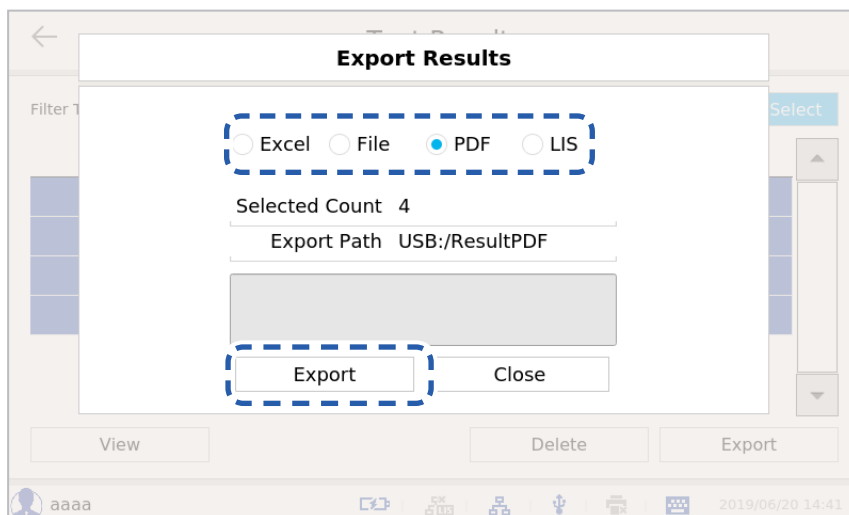 Export Results
Filter
Select
Excel File PDF LIS
Selected Count 4
Export Path USB:/ResultPDF
Export Close
View Delete Export
aaaa LIS 2019/06/20 14:41